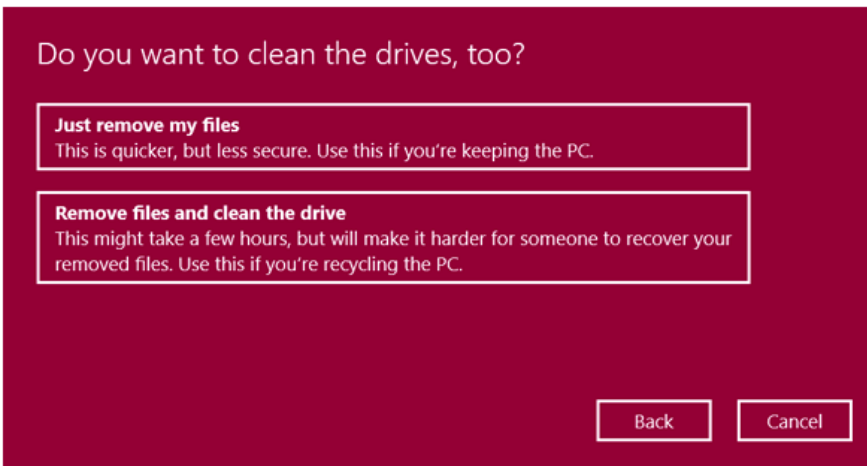 Do you want to clean the drives, too?
Just remove my files
This is quicker, but less secure. Use this if you're keeping the PC.
Remove files and clean the drive
This might take a few hours, but will make it harder for someone to recover your
removed files. Use this if you're recycling the PC.
Back
Cancel